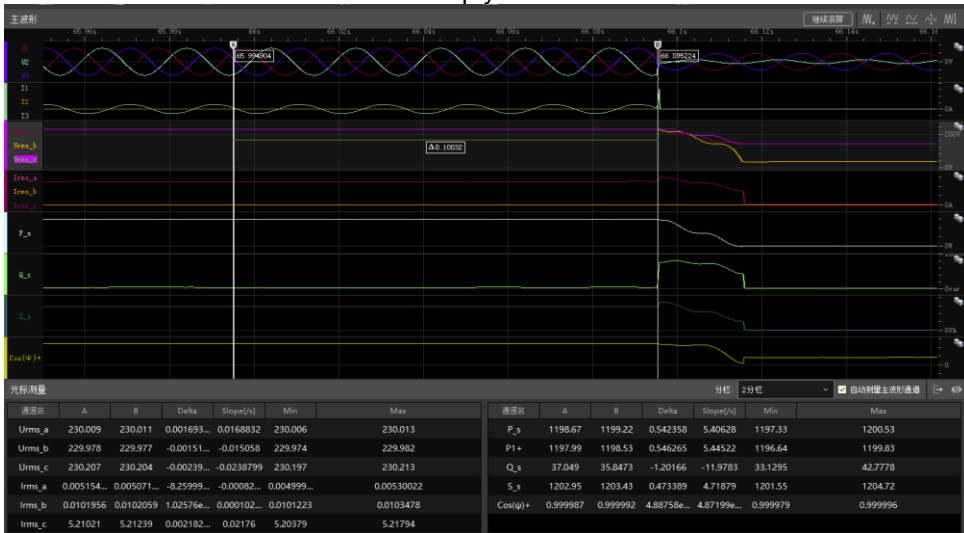 主波形 继续滚屏
65.96s 65.98s 66s 66.02s 66.04s 66.06s 66.08s 66.1s 66.12s 66.14s 66.16
65.994904 66.095224
U2
0V
I1
I2
I3
0A
Urms_b
200V
0V
Δ0.10032
Irms_a
Irms_b
Irms_c
0A
P_s
0W
Q_s
0var
S_s
0VA
Cos(ψ)+
0
光标测量 分栏: 2分栏 自动测量主波形通道
通道名 A B Delta Slope[/s] Min Max
Urms_a 230.009 230.011 0.001693... 0.0168832 230.006 230.013
Urms_b 229.978 229.977 -0.00151... -0.015058 229.974 229.982
Urms_c 230.207 230.204 -0.00239... -0.0238799 230.197 230.213
Irms_a 0.005154... 0.005071... -8.25999... -0.00082... 0.004999... 0.00530022
Irms_b 0.0101956 0.0102059 1.02576e... 0.000102... 0.0101223 0.0103478
Irms_c 5.21021 5.21239 0.002182... 0.02176 5.20379 5.21794
通道名 A B Delta Slope[/s] Min Max
P_s 1198.67 1199.22 0.542358 5.40628 1197.33 1200.53
P1+ 1197.99 1198.53 0.546265 5.44522 1196.64 1199.83
Q_s 37.049 35.8473 -1.20166 -11.9783 33.1295 42.7778
S_s 1202.95 1203.43 0.473389 4.71879 1201.55 1204.72
Cos(ψ)+ 0.999987 0.999992 4.88758e... 4.87199e... 0.999979 0.999996